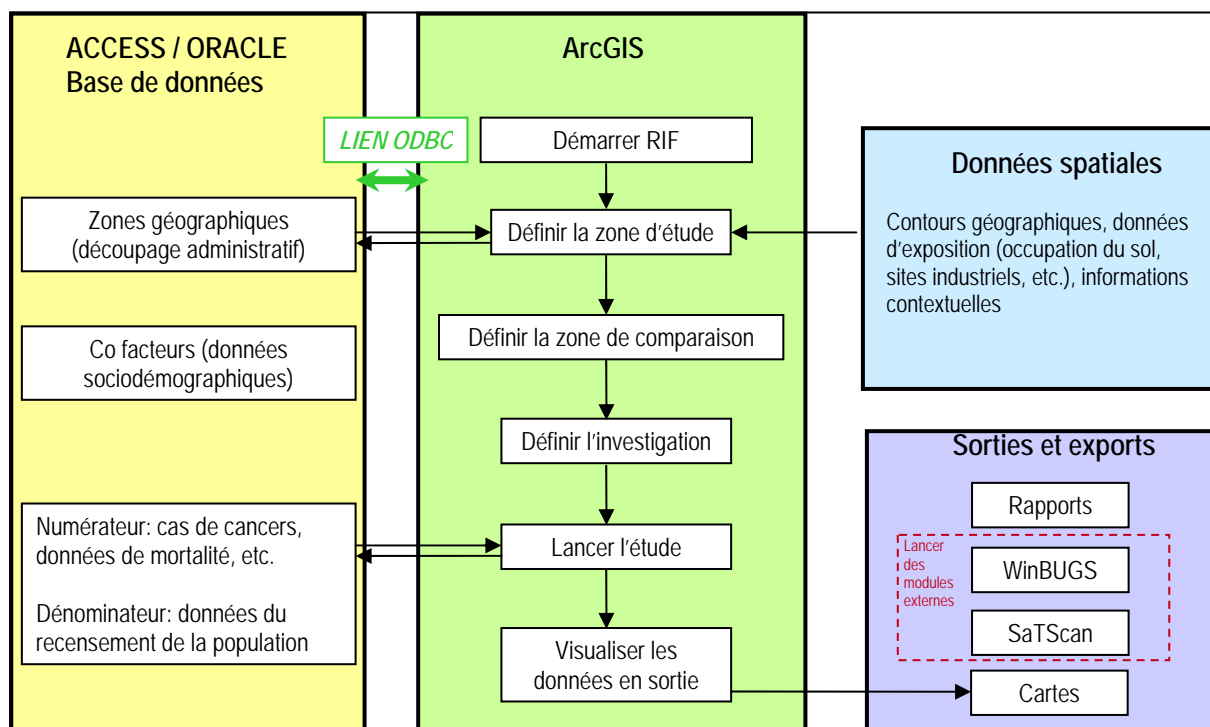 ACCESS / ORACLE
Base de données
LIEN ODBC
Zones géographiques
(découpage administratif)
Co facteurs (données
sociodémographiques)
Numérateur: cas de cancers,
données de mortalité, etc.
Dénominateur: données du
recensement de la population
ArcGIS
Démarrer RIF
Définir la zone d'étude
Définir la zone de comparaison
Définir l'investigation
Lancer l'étude
Visualiser les
données en sortie
Données spatiales
Contours géographiques, données
d'exposition (occupation du sol,
sites industriels, etc.), informations
contextuelles
Sorties et exports
Rapports
Lancer
des
modules
externes
WinBUGS
SaTScan
Cartes